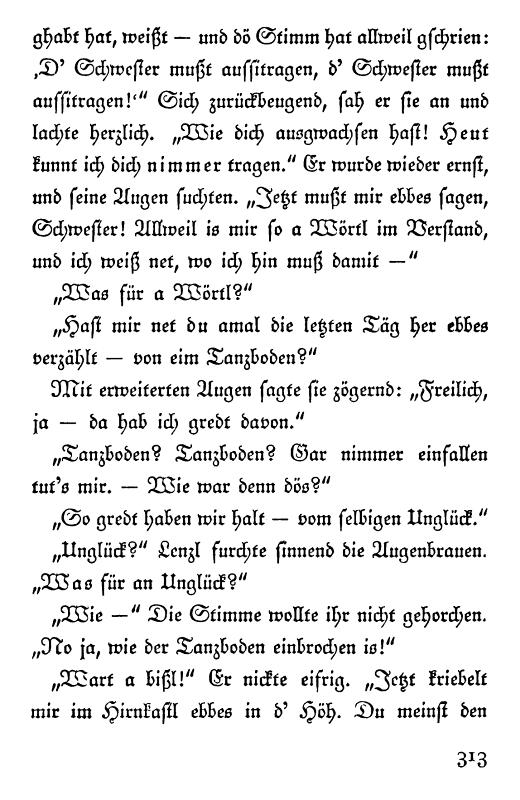 ghabt hat, weißt — und dö Stimm hat allweil gschrien:
‚D’ Schwester mußt aufsitragen, d’ Schwester mußt
aufsitragen!‘“ Sich zurückbeugend, sah er sie an und
lachte herzlich. „Wie dich ausgwachsen hast! Heut
kunnt ich dich nimmer tragen.“ Er wurde wieder ernst,
und seine Augen suchten. „Jetzt mußt mir ebbes sagen,
Schwester! Allweil is mir so a Wörtl im Verstand,
und ich weiß net, wo ich hin muß damit —“
„Was für a Wörtl?“
„Hast mir net du amal die letzten Täg her ebbes
verzählt — von eim Tanzboden?“
Mit erweiterten Augen sagte sie zögernd: „Freilich,
ja — da hab ich gredt davon.“
„Tanzboden? Tanzboden? Gar nimmer einfallen
tut’s mir. — Wie war denn dös?“
„So gredt haben wir halt — vom selbigen Unglück.“
„Unglück?“ Lenzl furchte sinnend die Augenbrauen.
„Was für an Unglück?“
„Wie —“ Die Stimme wollte ihr nicht gehorchen.
„No ja, wie der Tanzboden einbrochen is!“
„Wart a bißl!“ Er nickte eifrig. „Jetzt kriebelt
mir im Hirnkastl ebbes in d’ Höh. Du meinst den
313